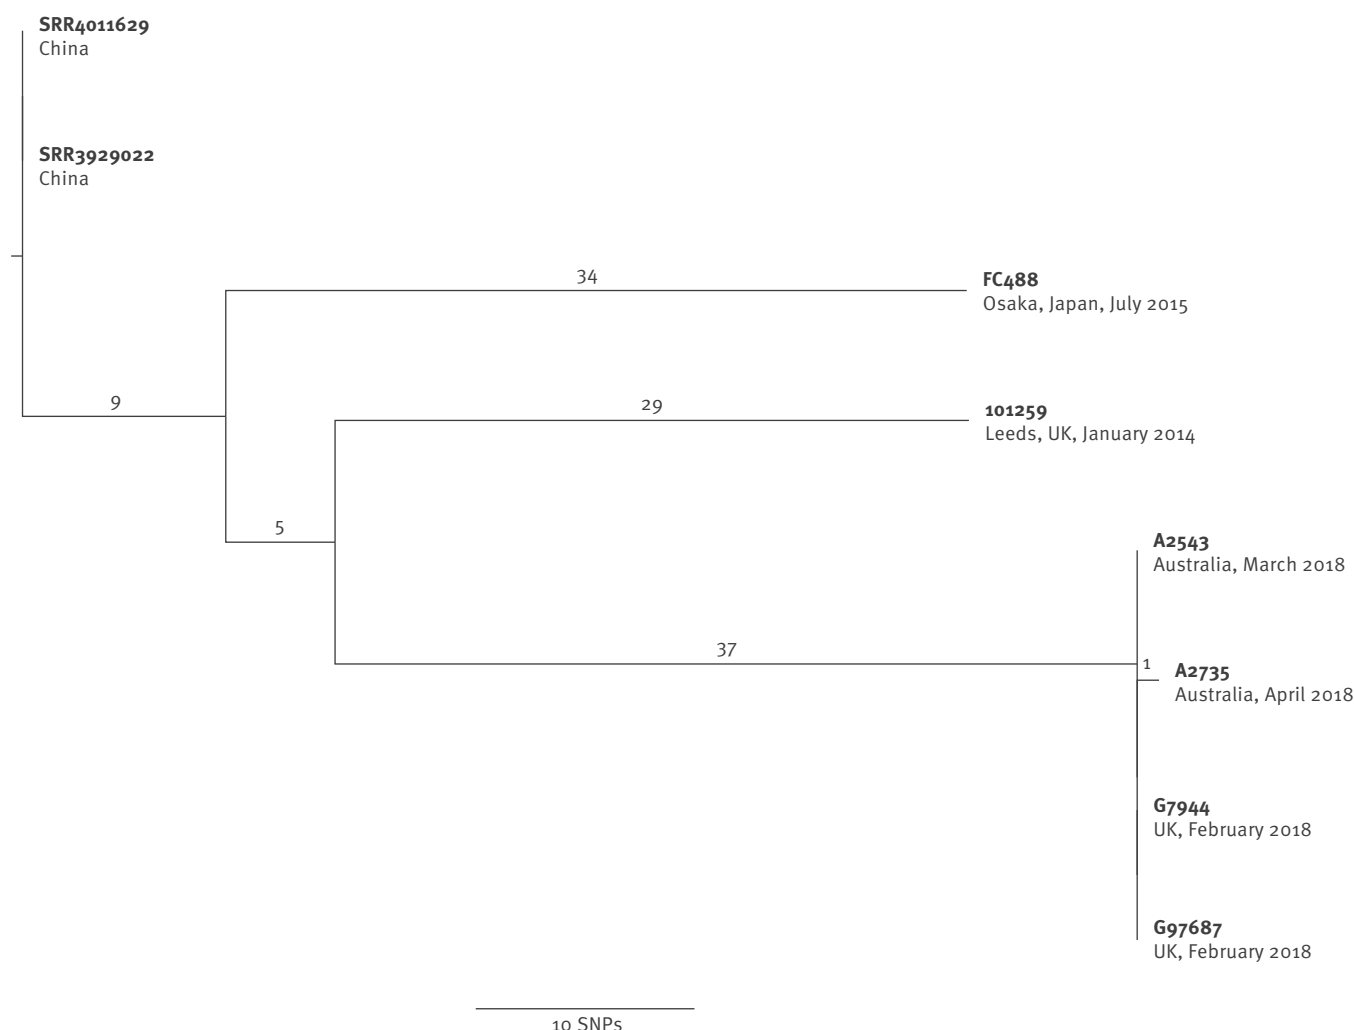 SRR4011629
China
SRR3929022
China
34
FC488
Osaka, Japan, July 2015
9
29
101259
Leeds, UK, January 2014
5
A2543
Australia, March 2018
37
1
A2735
Australia, April 2018
G7944
UK, February 2018
G97687
UK, February 2018
10 SNPs